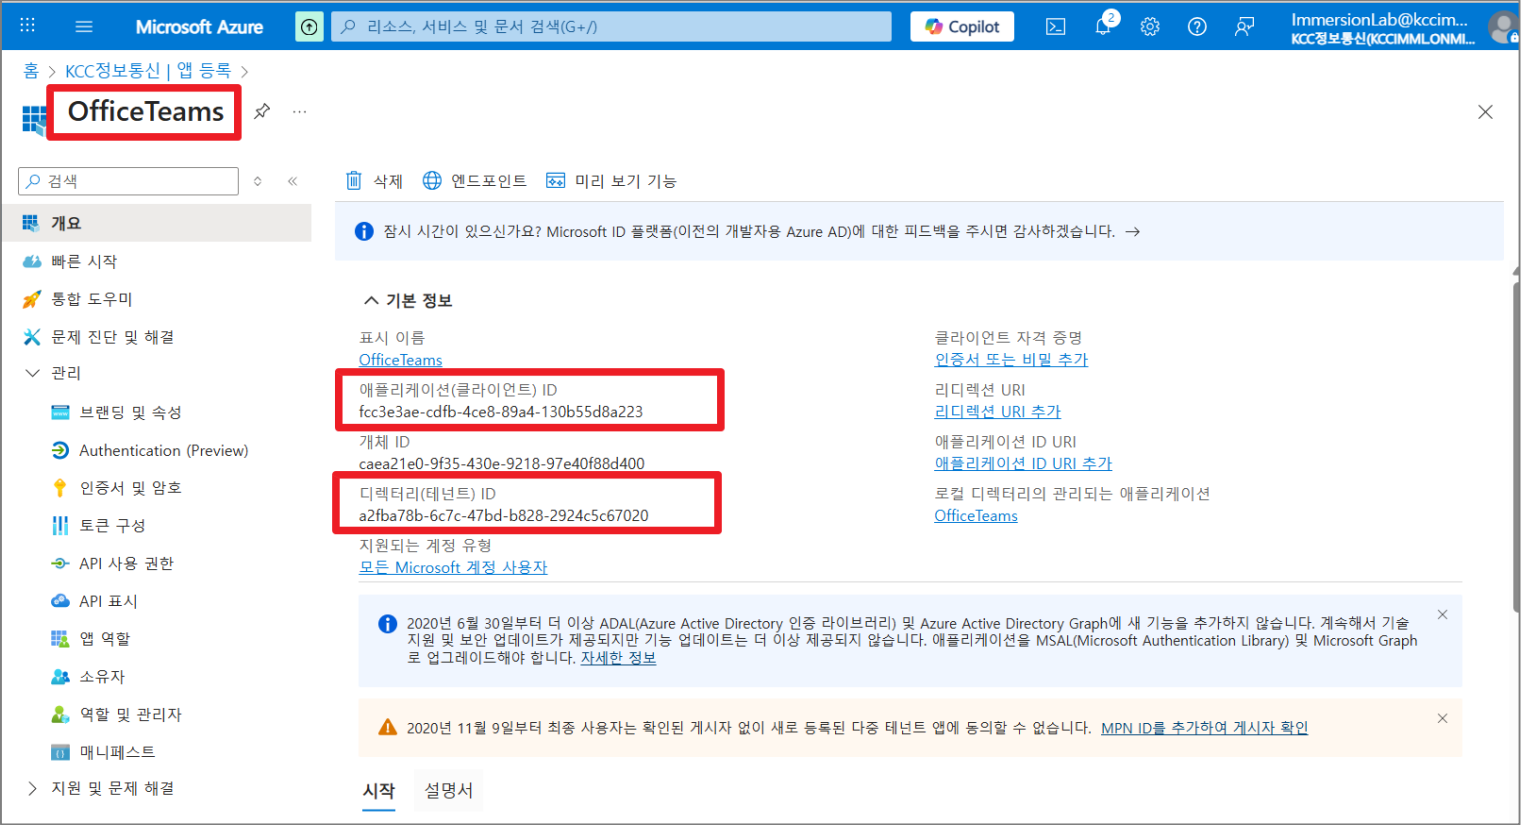 Microsoft Azure
리소스, 서비스 및 문서 검색(G+/)
Copilot
2
ImmersionLab@kccim...
KCC정보통신(KCCIMMLONMI...
홈 > KCC정보통신 | 앱 등록 >
OfficeTeams
...
검색
삭제
엔드포인트
미리 보기 기능
개요
빠른 시작
통합 도우미
문제 진단 및 해결
관리
브랜딩 및 속성
Authentication (Preview)
인증서 및 암호
토큰 구성
API 사용 권한
API 표시
앱 역할
소유자
역할 및 관리자
매니페스트
지원 및 문제 해결
잠시 시간이 있으신가요? Microsoft ID 플랫폼(이전의 개발자용 Azure AD)에 대한 피드백을 주시면 감사하겠습니다. →
기본 정보
표시 이름
OfficeTeams
애플리케이션(클라이언트) ID
fcc3e3ae-cdfb-4ce8-89a4-130b55d8a223
개체 ID
caea21e0-9f35-430e-9218-97e40f88d400
디렉터리(테넌트) ID
a2fba78b-6c7c-47bd-b828-2924c5c67020
지원되는 계정 유형
모든 Microsoft 계정 사용자
클라이언트 자격 증명
인증서 또는 비밀 추가
리디렉션 URI
리디렉션 URI 추가
애플리케이션 ID URI
애플리케이션 ID URI 추가
로컬 디렉터리의 관리되는 애플리케이션
OfficeTeams
2020년 6월 30일부터 더 이상 ADAL(Azure Active Directory 인증 라이브러리) 및 Azure Active Directory Graph에 새 기능을 추가하지 않습니다. 계속해서 기술
지원 및 보안 업데이트가 제공되지만 기능 업데이트는 더 이상 제공되지 않습니다. 애플리케이션을 MSAL(Microsoft Authentication Library) 및 Microsoft Graph
로 업그레이드해야 합니다. 자세한 정보
2020년 11월 9일부터 최종 사용자는 확인된 게시자 없이 새로 등록된 다중 테넌트 앱에 동의할 수 없습니다. MPN ID를 추가하여 게시자 확인
시작
설명서